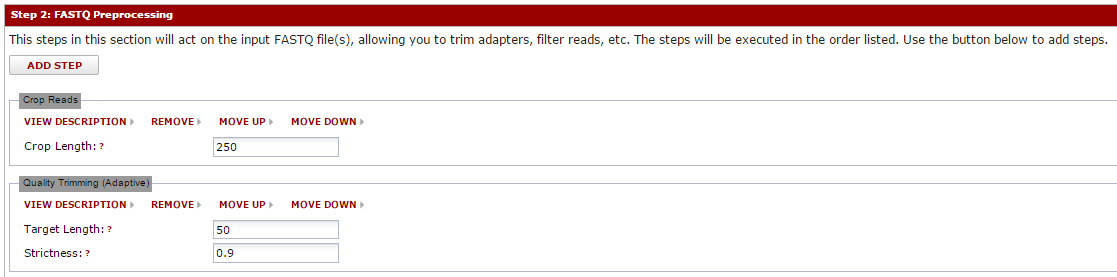 Step 2: FASTQ Preprocessing
This steps in this section will act on the input FASTQ file(s), allowing you to trim adapters, filter reads, etc. The steps will be executed in the order listed. Use the button below to add steps.
ADD STEP
Crop Reads
VIEW DESCRIPTION REMOVE MOVE UP MOVE DOWN
Crop Length: ? 250
Quality Trimming (Adaptive)
VIEW DESCRIPTION REMOVE MOVE UP MOVE DOWN
Target Length: ? 50
Strictness: ? 0.9